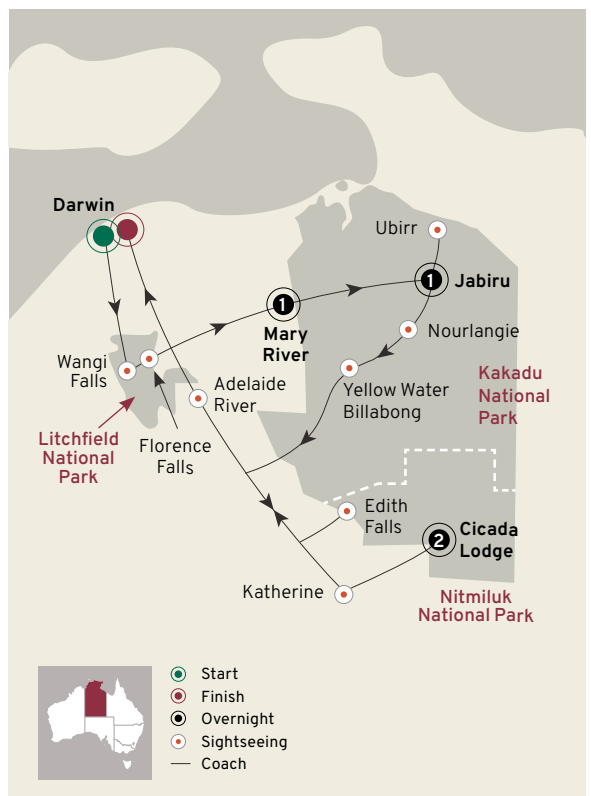 Darwin
Ubirr
1
Jabiru
1
Mary
River
Nourlangie
Wangi
Falls
Yellow Water
Billabong
Kakadu
National
Park
Adelaide
River
Litchfield
National
Park
Florence
Falls
Edith
Falls
2
Cicada
Lodge
Katherine
Nitmiluk
National Park
Start
Finish
Overnight
Sightseeing
Coach